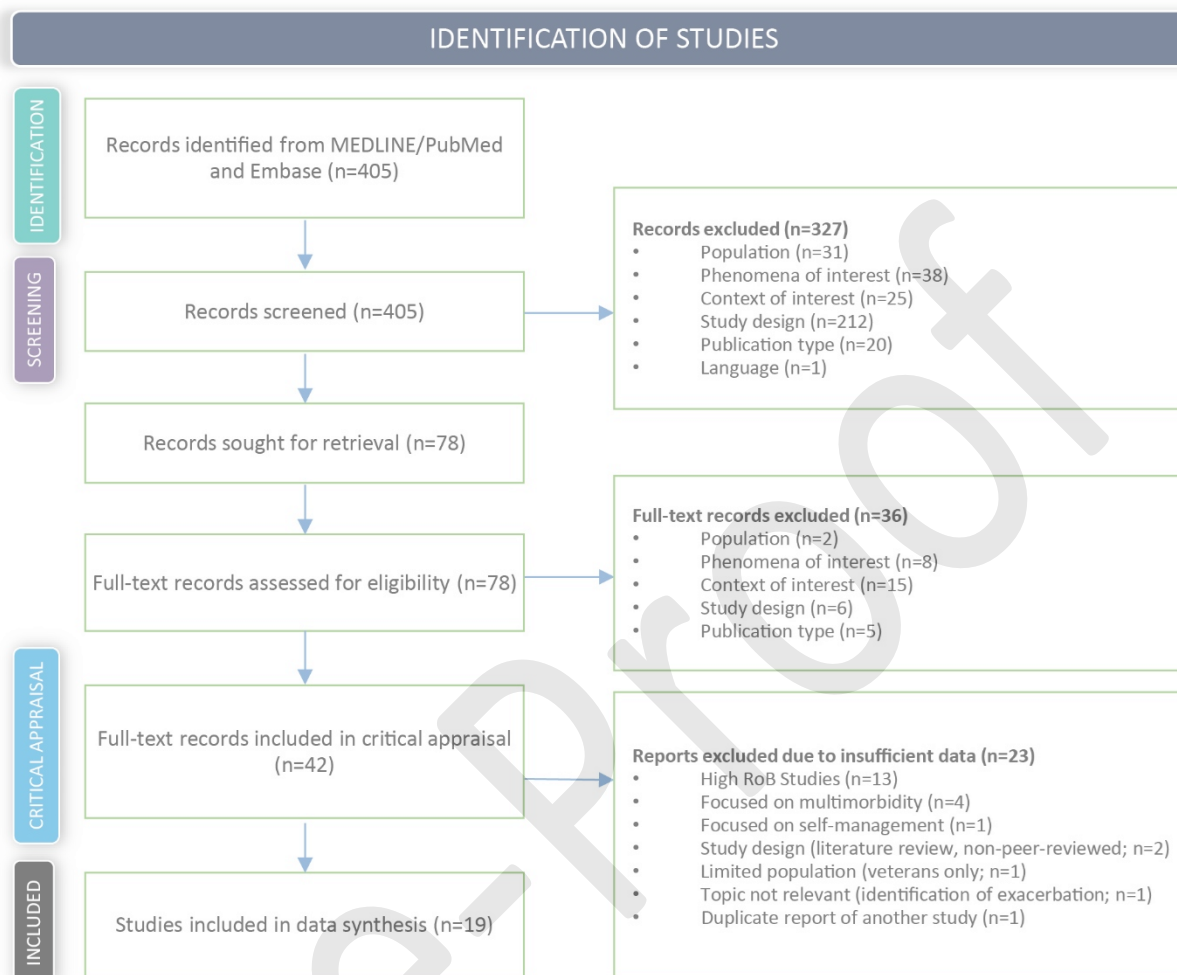 IDENTIFICATION OF STUDIES
IDENTIFICATION
Records identified from MEDLINE/PubMed
and Embase (n=405)
SCREENING
Records screened (n=405)
Records excluded (n=327)
• Population (n=31)
• Phenomena of interest (n=38)
• Context of interest (n=25)
• Study design (n=212)
• Publication type (n=20)
• Language (n=1)
Records sought for retrieval (n=78)
Full-text records assessed for eligibility (n=78)
Full-text records excluded (n=36)
• Population (n=2)
• Phenomena of interest (n=8)
• Context of interest (n=15)
• Study design (n=6)
• Publication type (n=5)
CRITICAL APPRAISAL
Full-text records included in critical appraisal
(n=42)
Reports excluded due to insufficient data (n=23)
• High RoB Studies (n=13)
• Focused on multimorbidity (n=4)
• Focused on self-management (n=1)
• Study design (literature review, non-peer-reviewed; n=2)
• Limited population (veterans only; n=1)
• Topic not relevant (identification of exacerbation; n=1)
• Duplicate report of another study (n=1)
INCLUDED
Studies included in data synthesis (n=19)
e-Proof